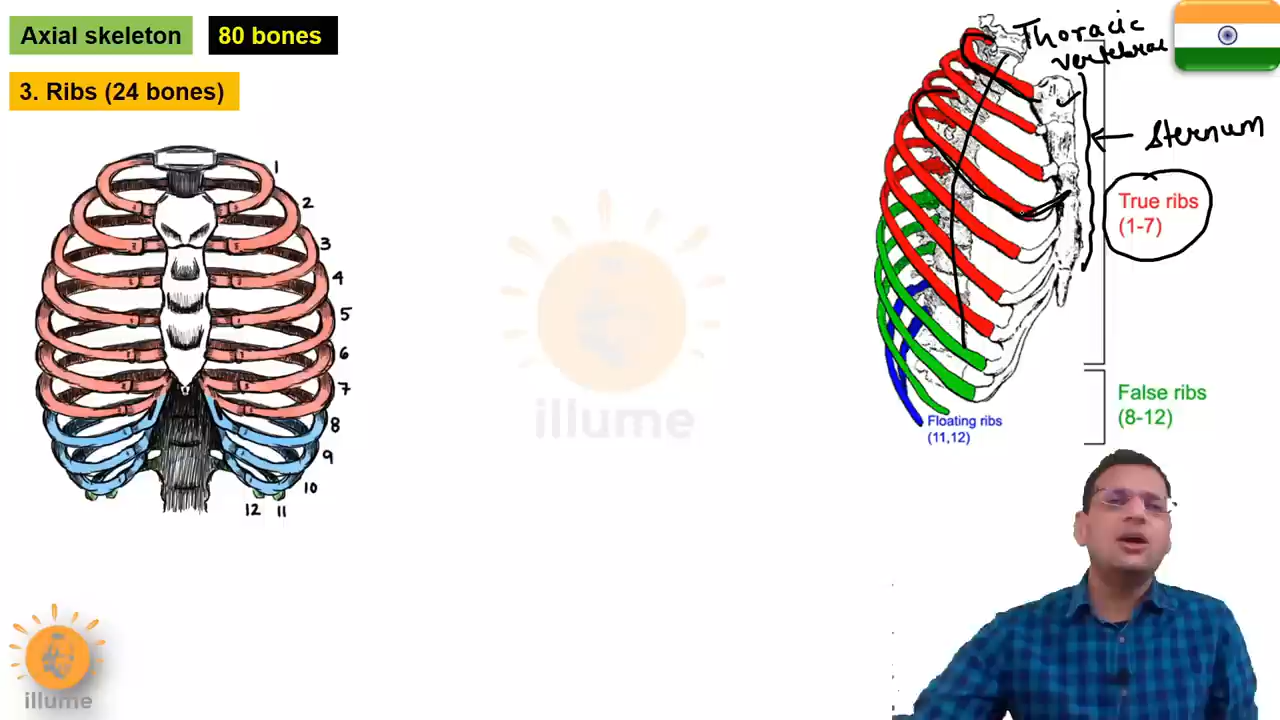 Axial skeleton
80 bones
3. Ribs (24 bones)
1
2
3
4
5
6
7
8
9
10
12 11
Thoracic
vertebrae
Sternum
True ribs
(1-7)
False ribs
(8-12)
Floating ribs
(11,12)
illume
illume